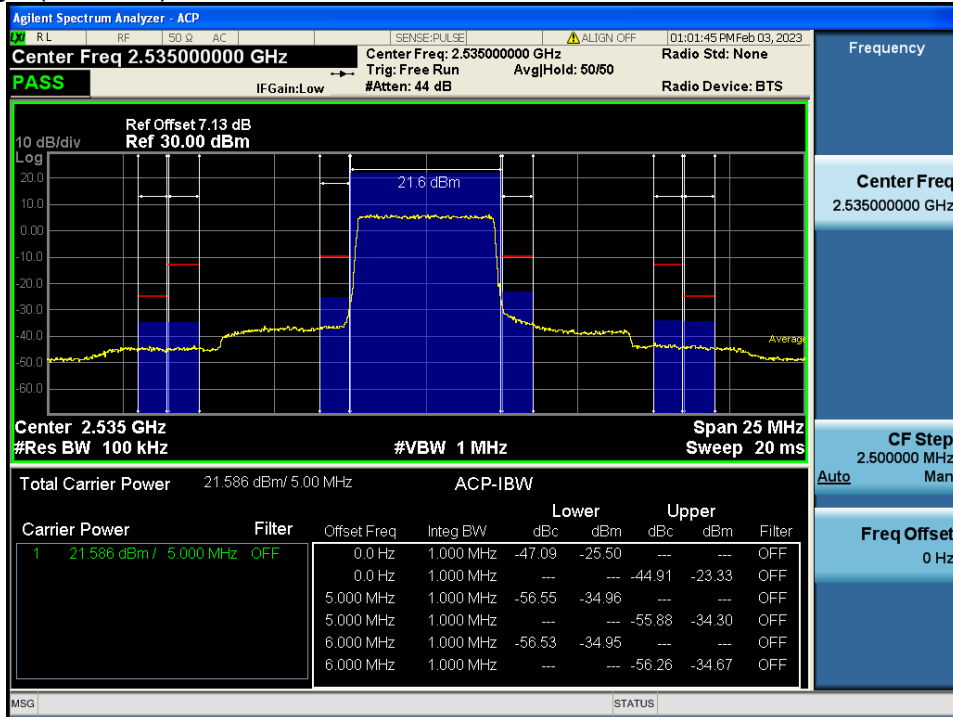 Agilent Spectrum Analyzer - ACP
LXI RL RF 50 Ω AC SENSE:PULSE ALIGN OFF 01:01:45 PM Feb 03, 2023
Center Freq 2.535000000 GHz Center Freq: 2.535000000 GHz Radio Std: None
Trig: Free Run Avg|Hold: 50/50
PASS IFGain:Low #Atten: 44 dB Radio Device: BTS
Ref Offset 7.13 dB
10 dB/div Ref 30.00 dBm
Log
20.0
21.6 dBm
10.0
0.00
-10.0
-20.0
-30.0
-40.0
Average
-50.0
-60.0
Center 2.535 GHz Span 25 MHz
#Res BW 100 kHz #VBW 1 MHz Sweep 20 ms
Total Carrier Power 21.586 dBm/ 5.00 MHz ACP-IBW
Lower Upper
Carrier Power Filter Offset Freq Integ BW dBc dBm dBc dBm Filter
1 21.586 dBm / 5.000 MHz OFF 0.0 Hz 1.000 MHz -47.09 -25.50 --- --- OFF
0.0 Hz 1.000 MHz --- --- -44.91 -23.33 OFF
5.000 MHz 1.000 MHz -56.55 -34.96 --- --- OFF
5.000 MHz 1.000 MHz --- --- -55.88 -34.30 OFF
6.000 MHz 1.000 MHz -56.53 -34.95 --- --- OFF
6.000 MHz 1.000 MHz --- --- -56.26 -34.67 OFF
MSG STATUS
Frequency
Center Freq
2.535000000 GHz
CF Step
2.500000 MHz
Auto Man
Freq Offset
0 Hz